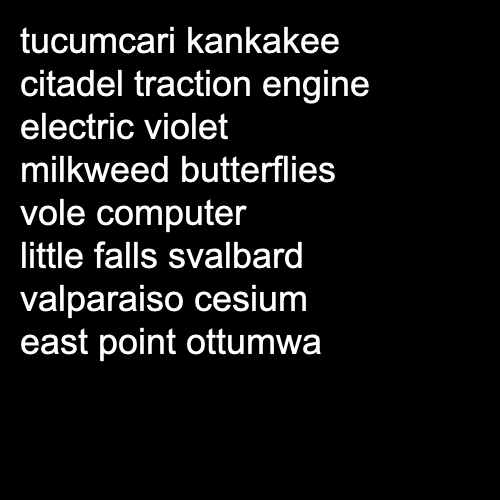 tucumcari kankakee
citadel traction engine
electric violet
milkweed butterflies
vole computer
little falls svalbard
valparaiso cesium
east point ottumwa